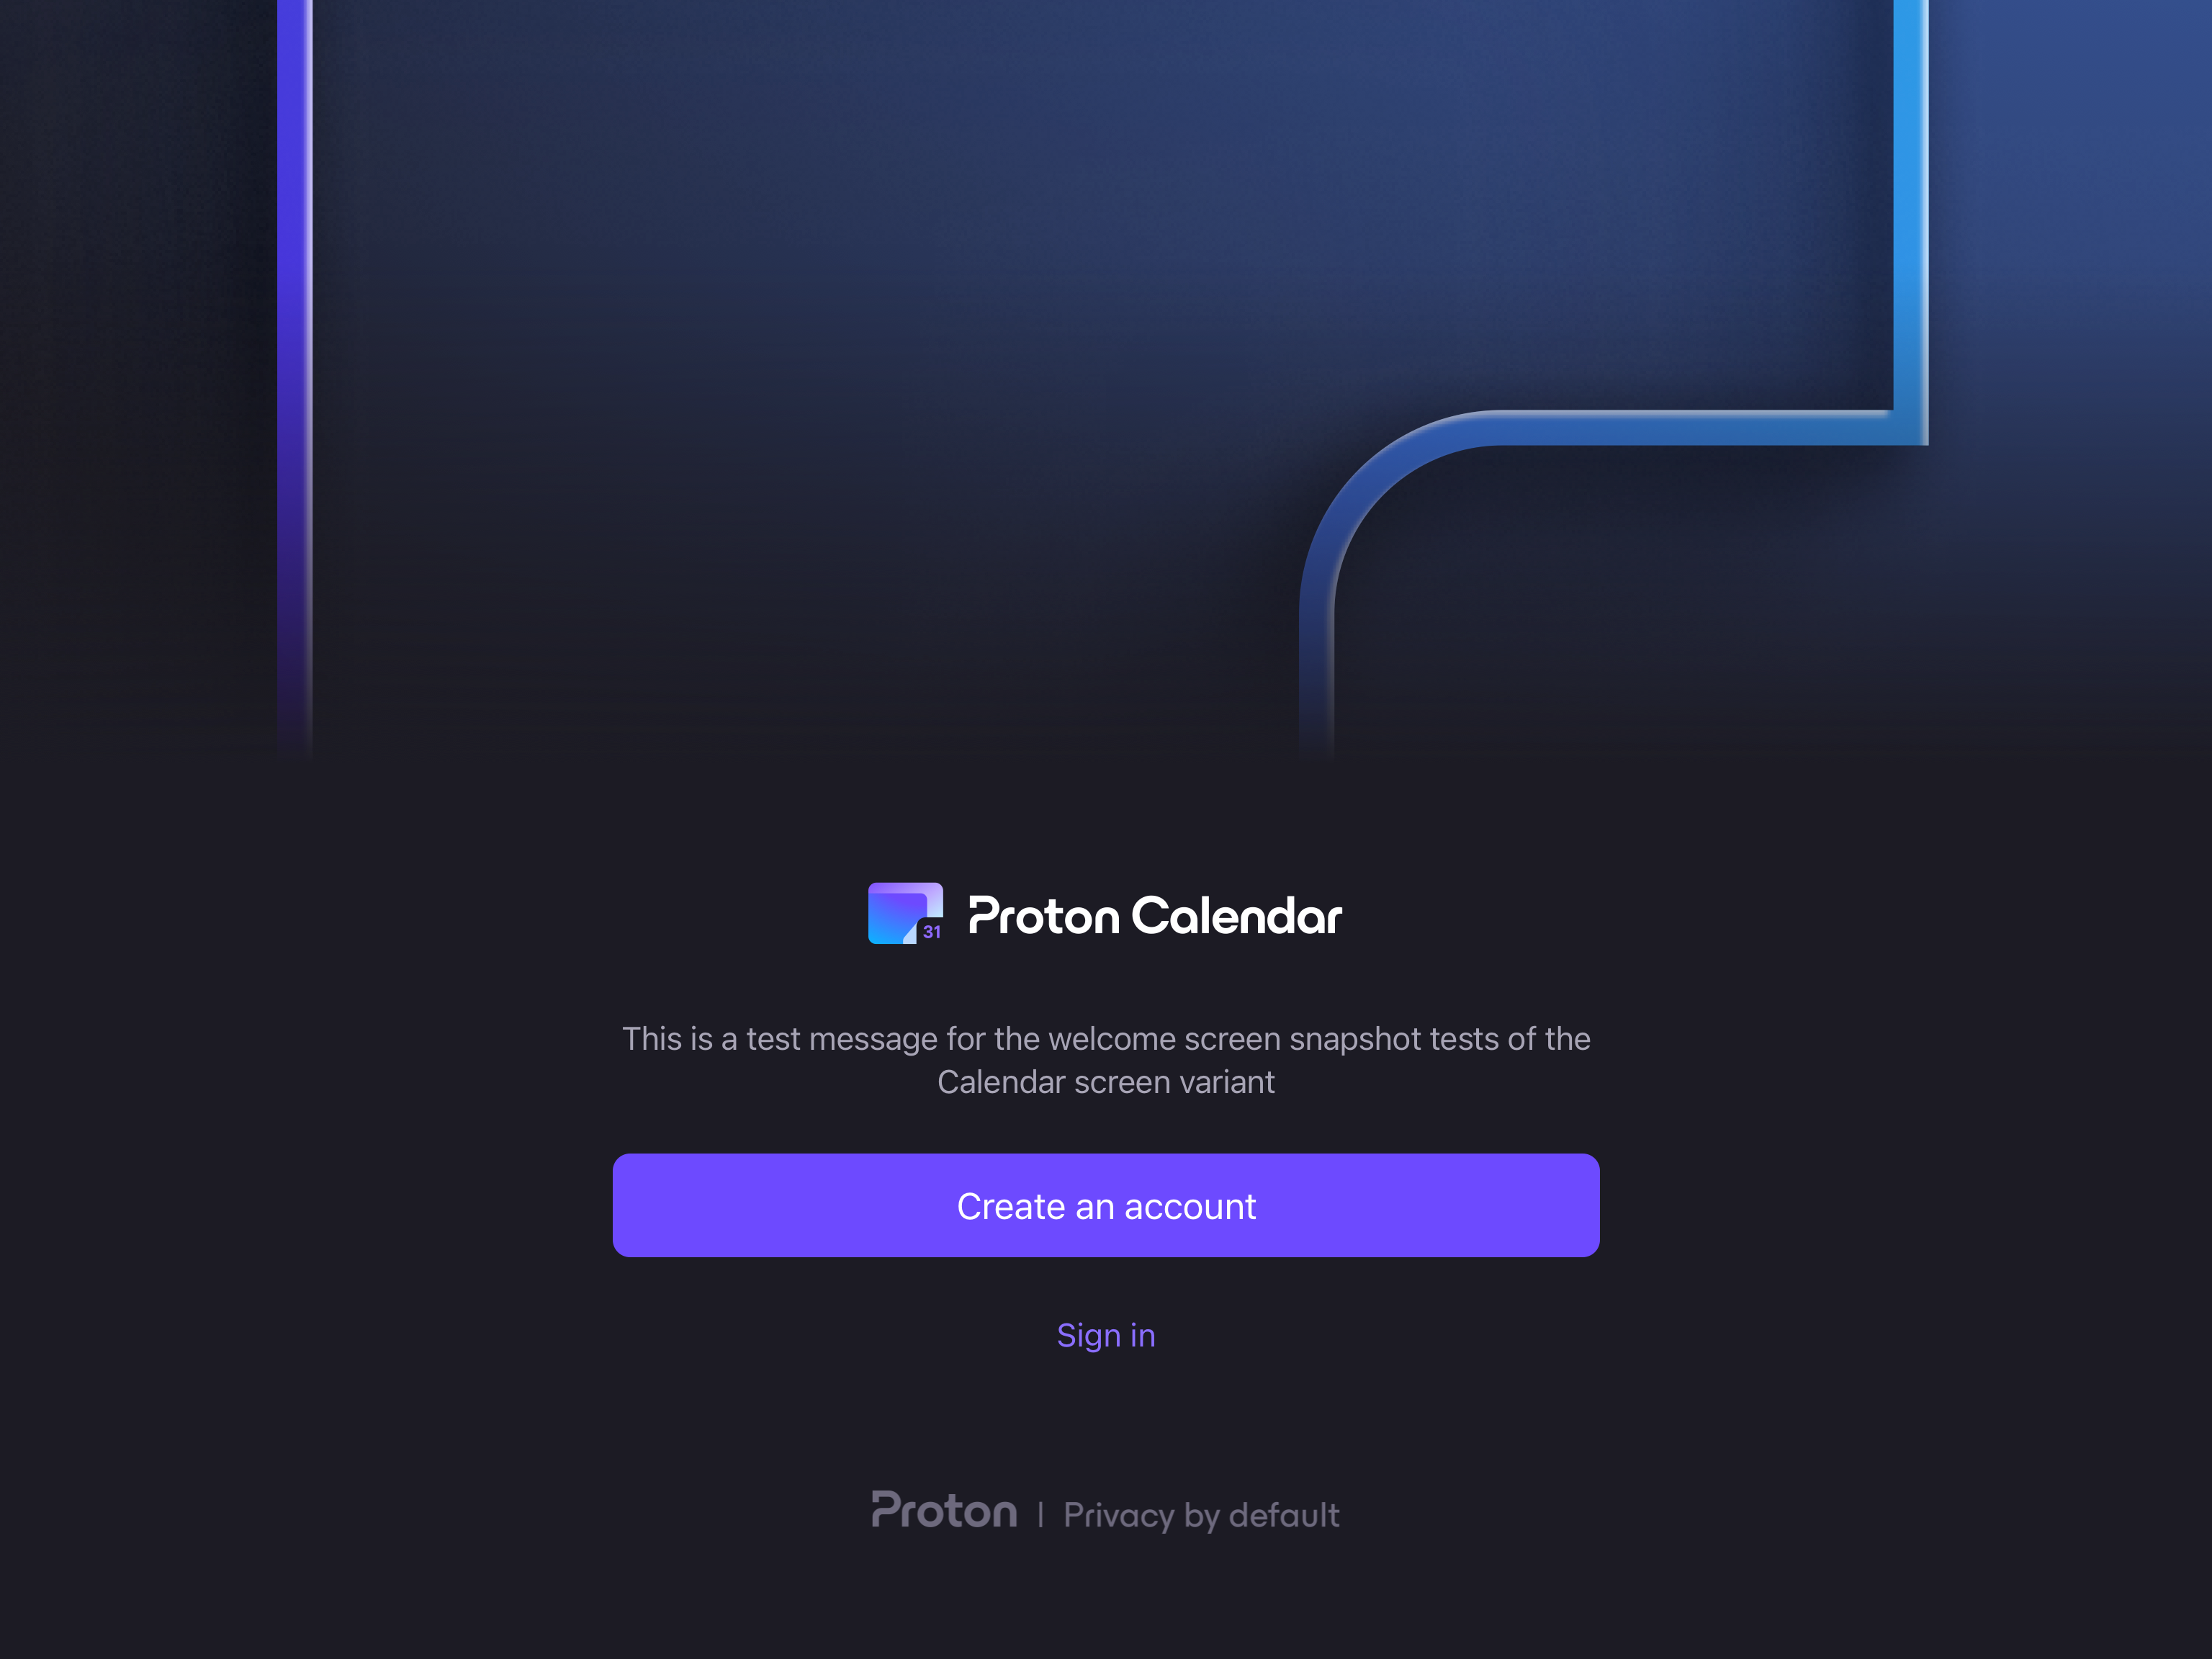 31
Proton Calendar
This is a test message for the welcome screen snapshot tests of the
Calendar screen variant
Create an account
Sign in
Proton | Privacy by default